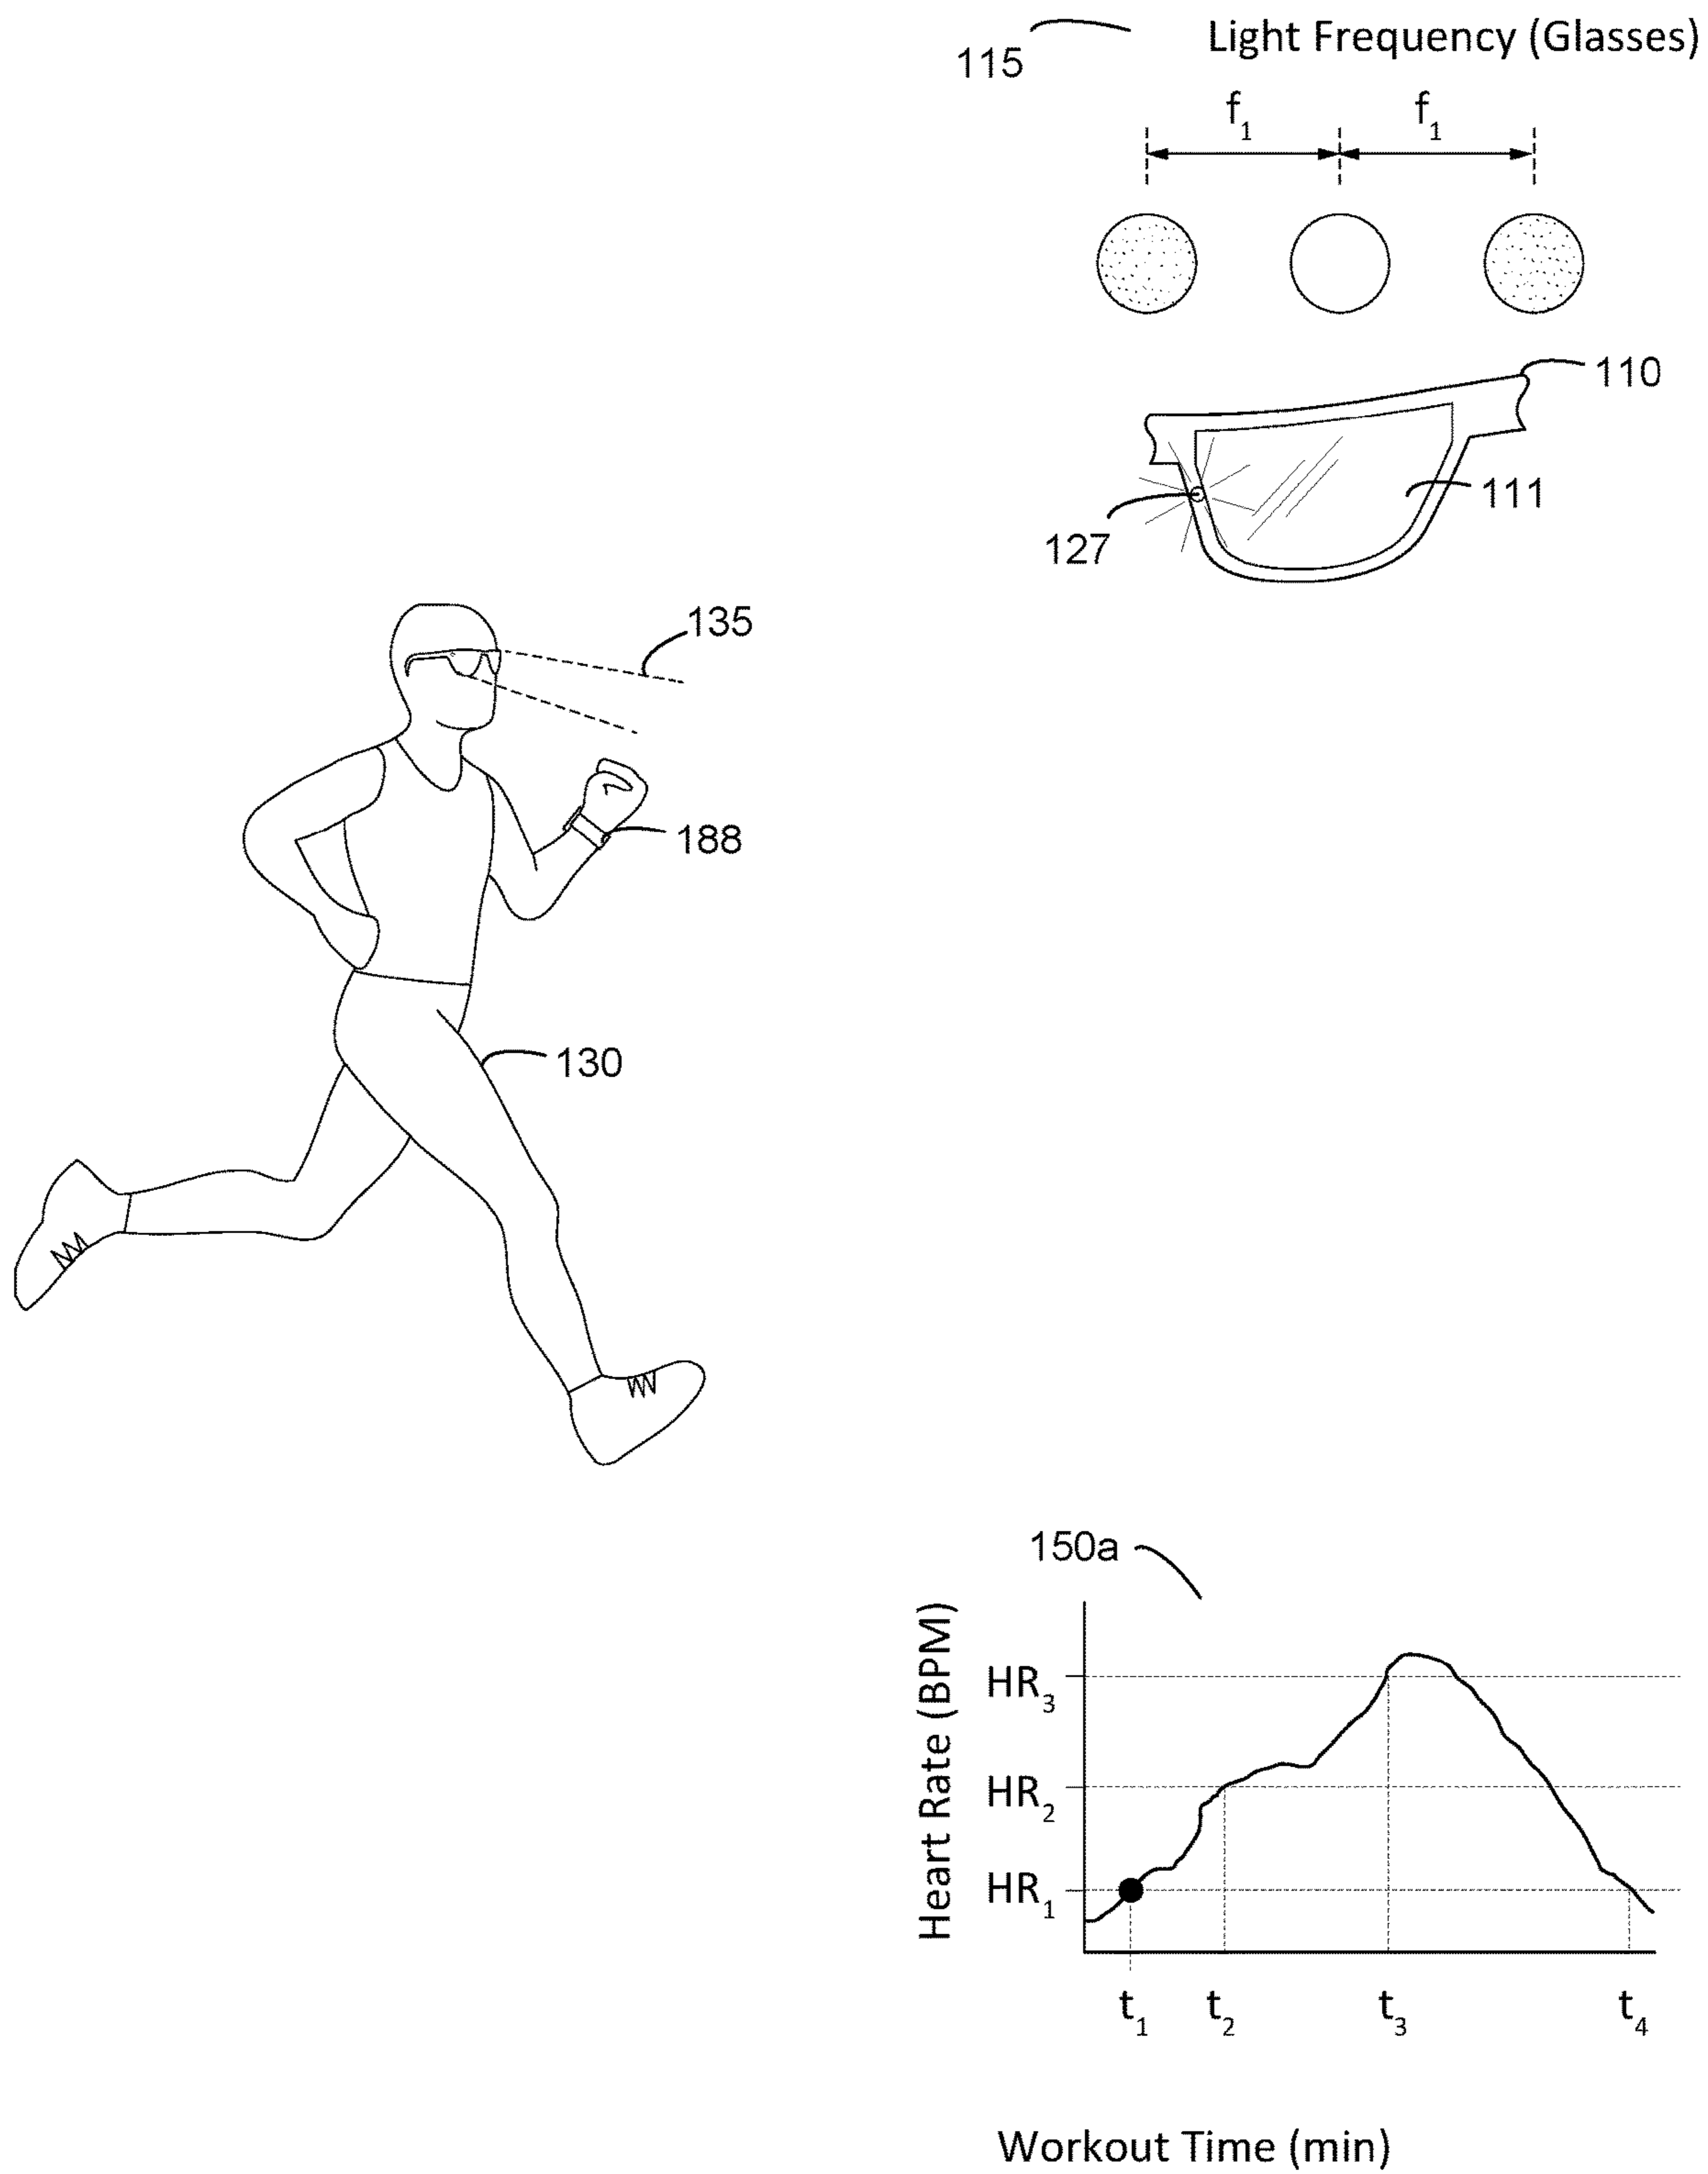 115
Light Frequency (Glasses)
f1 f1
110
111
127
135
188
130
150a
Heart Rate (BPM)
HR3
HR2
HR1
t1 t2 t3 t4
Workout Time (min)